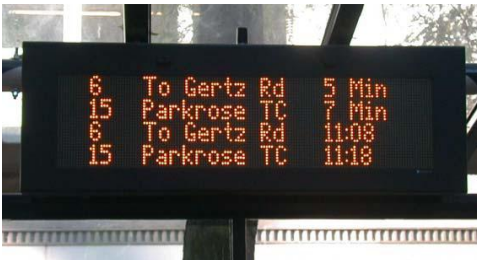 6 To Gertz Rd 5 Min
15 Parkrose TC 7 Min
6 To Gertz Rd 11:08
15 Parkrose TC 11:18